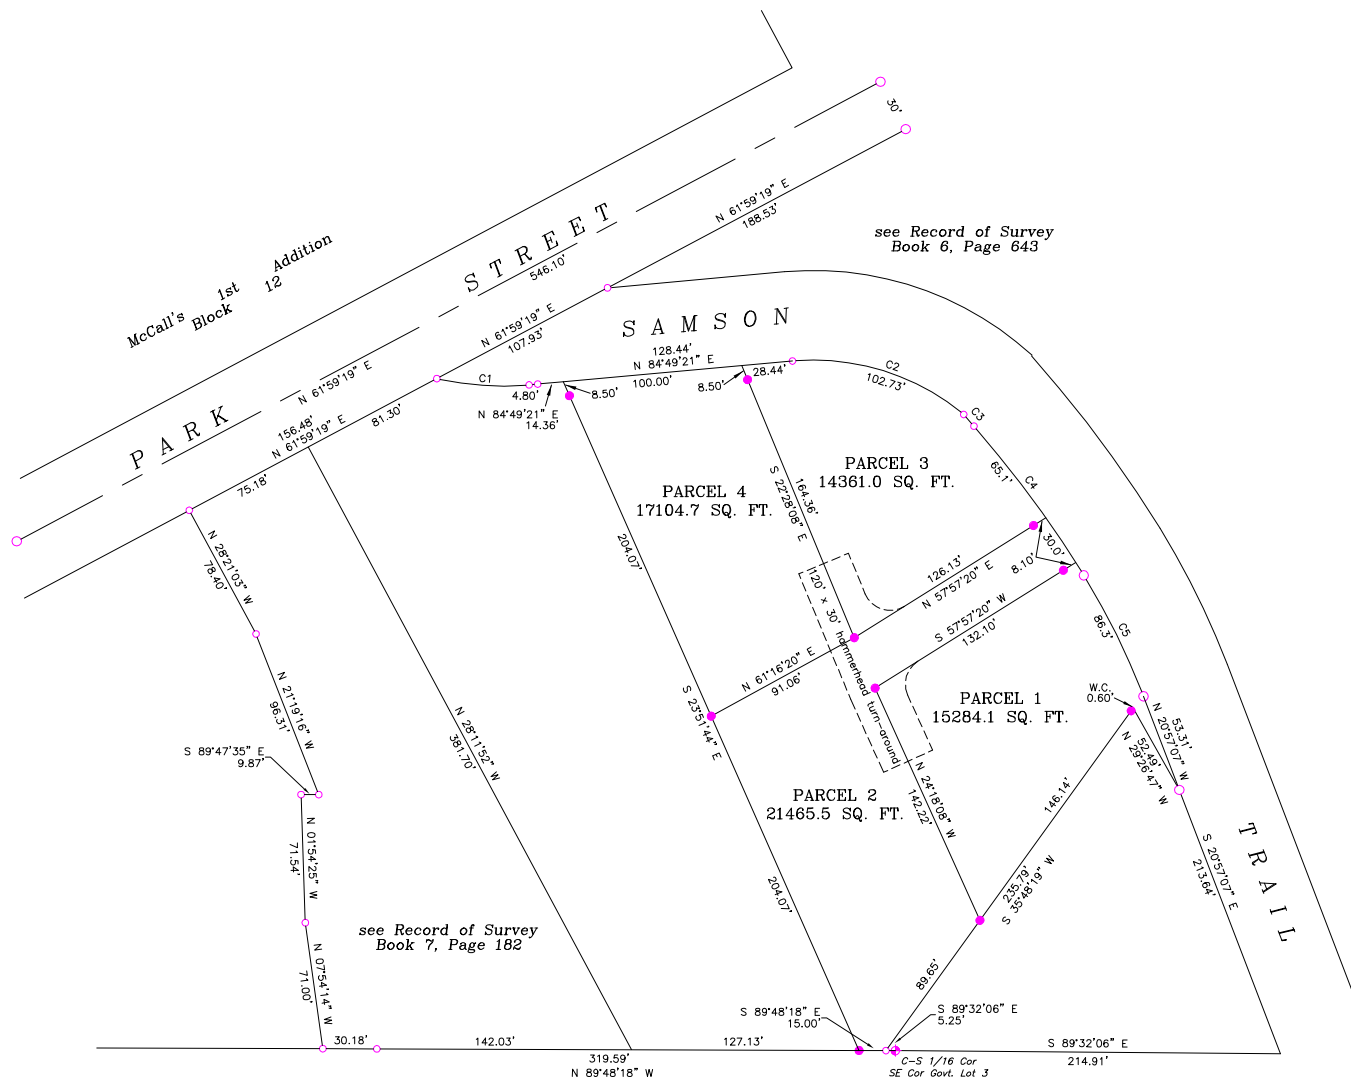 30'
N 61°59'19" E
188.53'
see Record of Survey
Book 6, Page 643
McCall's 1st Addition
Block 12
PARK STREET
546.10'
N 61°59'19" E
N 61°59'19" E
107.93'
SAMSON
128.44'
N 84°49'21" E
100.00'
28.44'
8.50'
8.50'
C1
4.80'
N 84°49'21" E
14.36'
C2
102.73'
C3
C4
65.1'
156.48'
N 61°59'19" E
81.30'
75.18'
PARCEL 3
14361.0 SQ. FT.
PARCEL 4
17104.7 SQ. FT.
164.36'
S 22°28'08" E
204.07'
N 28°21'03" W
78.40'
126.13'
N 57°57'20" E
30.0'
8.10'
S 57°57'20" W
132.10'
120' x 30' hammerhead turn-around
C5
86.3'
N 61°16'20" E
91.06'
S 23°51'44" E
N 21°19'16" W
96.31'
N 28°11'52" W
381.70'
W.C.
0.60'
PARCEL 1
15284.1 SQ. FT.
53.31'
N 20°57'07" W
52.49'
N 29°26'47" W
S 89°47'35" E
9.87'
PARCEL 2
21465.5 SQ. FT.
N 24°18'08" W
142.22'
146.14'
TRAIL
N 01°54'25" W
71.54'
235.79'
S 35°48'19" W
S 20°57'07" E
213.64'
204.07'
see Record of Survey
Book 7, Page 182
N 07°54'14" W
71.00'
89.65'
S 89°48'18" E
15.00'
S 89°32'06" E
5.25'
30.18'
142.03'
127.13'
S 89°32'06" E
214.91'
319.59'
N 89°48'18" W
C-S 1/16 Cor
SE Cor Govt. Lot 3